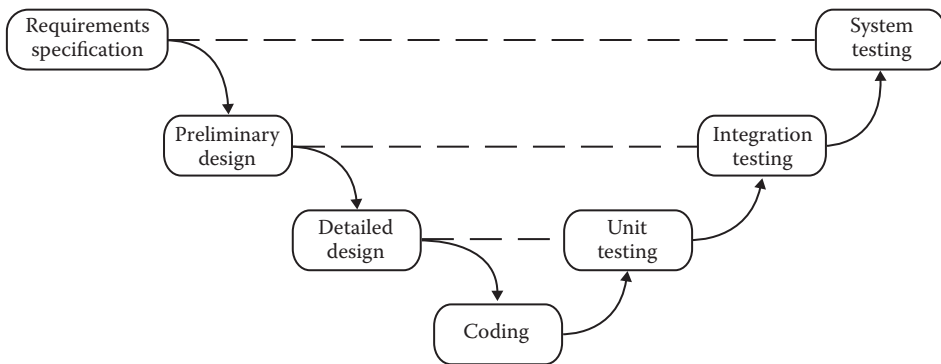 Requirements
specification
System
testing
Preliminary
design
Integration
testing
Detailed
design
Unit
testing
Coding